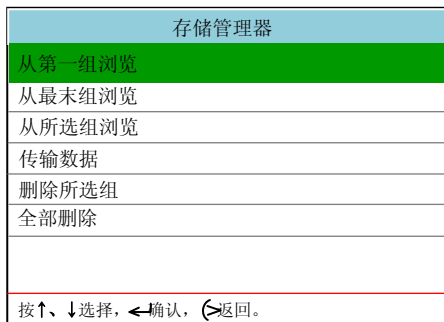 存储管理器
从第一组浏览
从最末组浏览
从所选组浏览
传输数据
删除所选组
全部删除
按↑、↓选择，←确认，返回。